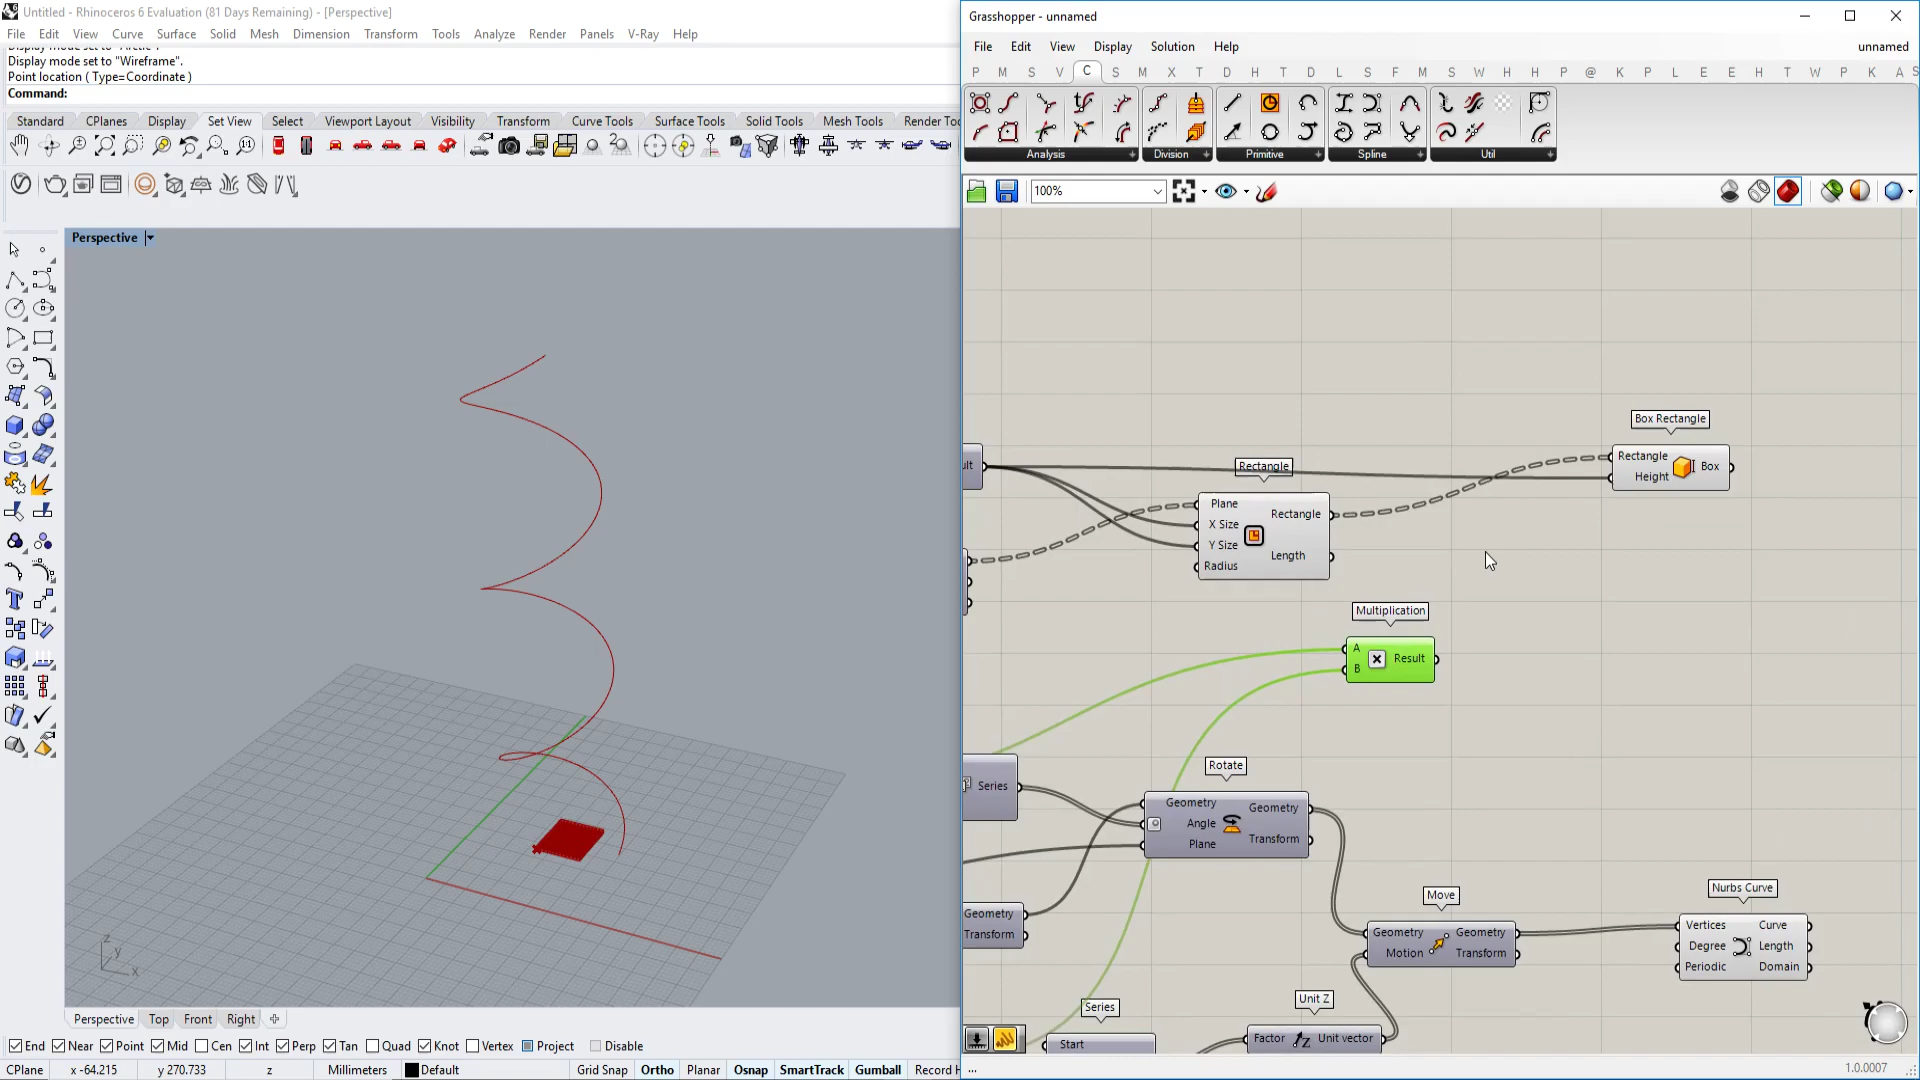 Untitled - Rhinoceros 6 Evaluation (81 Days Remaining) - [Perspective]
File Edit View Curve Surface Solid Mesh Dimension Transform Tools Analyze Render Panels V-Ray Help
Display mode set to "Wireframe".
Point location ( Type=Coordinate )
Command:
Standard CPlanes Display Set View Select Viewport Layout Visibility Transform Curve Tools Surface Tools Solid Tools Mesh Tools Render Too
Perspective
z
y
x
Perspective Top Front Right
End Near Point Mid Cen Int Perp Tan Quad Knot Vertex Project Disable
CPlane x -64.215 y 270.733 z Millimeters Default Grid Snap Ortho Planar Osnap SmartTrack Gumball Record H
Grasshopper - unnamed
File Edit View Display Solution Help unnamed
P M S V C S M X T D H T D L S F M S W H H P @ K P L E E H T W P K A S
Analysis Division Primitive Spline Util
100%
Box Rectangle
Rectangle Height Box
ult
Rectangle
Plane X Size Y Size Radius Rectangle Length
Multiplication
A B Result
Series
Rotate
Geometry Angle Plane Geometry Transform
Geometry
Transform
Move
Geometry Motion Geometry Transform
Nurbs Curve
Vertices Degree Periodic Curve Length Domain
Series
Start
Unit Z
Factor Unit vector
... 1.0.0007